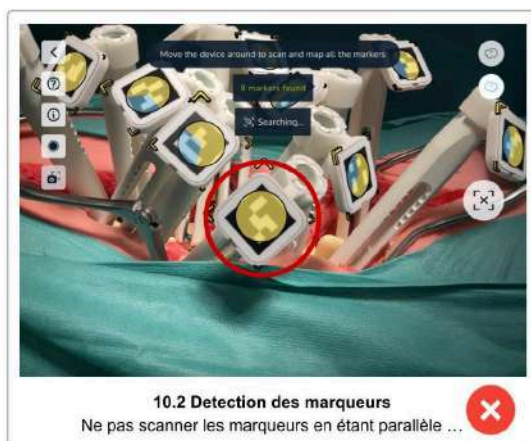 Move the device around to scan and map all the markers
8 markers found
Searching...
10.2 Detection des marqueurs
Ne pas scanner les marqueurs en étant parallèle ...